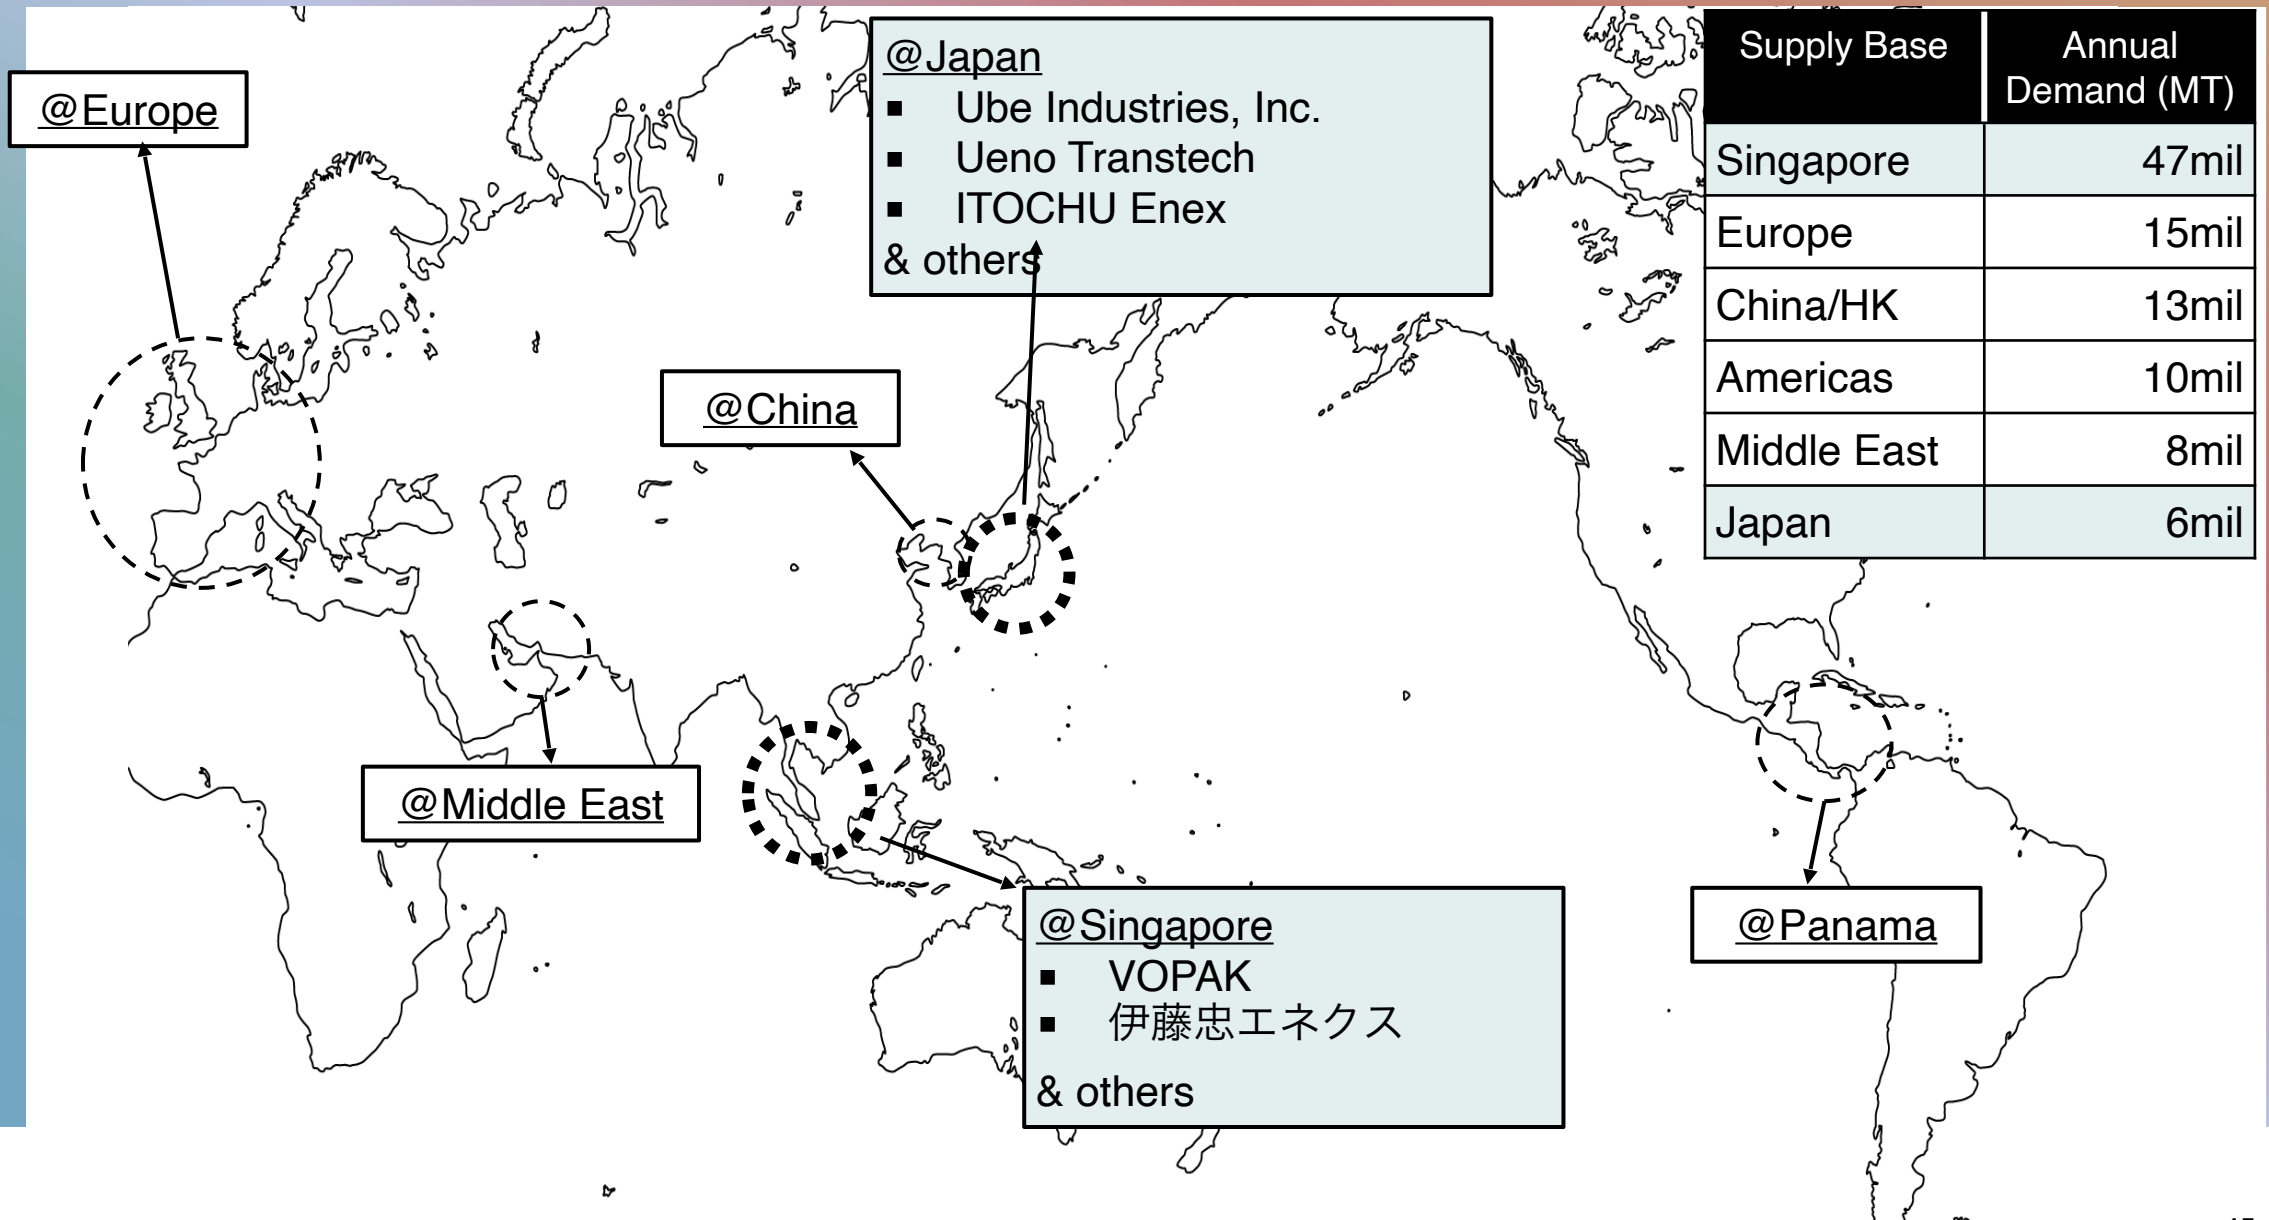 @Europe
@Japan
▪ Ube Industries, Inc.
▪ Ueno Transtech
▪ ITOCHU Enex
& others
Supply Base Annual Demand (MT)
Singapore 47mil
Europe 15mil
China/HK 13mil
Americas 10mil
Middle East 8mil
Japan 6mil
@China
@Middle East
@Singapore
▪ VOPAK
▪ 伊藤忠エネクス
& others
@Panama